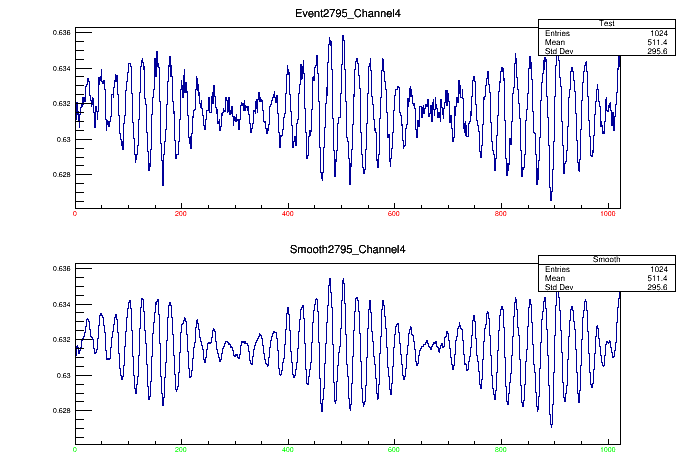 Event2795_Channel4
Test
Entries 1024
Mean 511.4
Std Dev 295.6
0.636
0.634
0.632
0.63
0.628
0 200 400 600 800 1000
Smooth2795_Channel4
Smooth
Entries 1024
Mean 511.4
Std Dev 295.6
0.636
0.634
0.632
0.63
0.628
0 200 400 600 800 1000